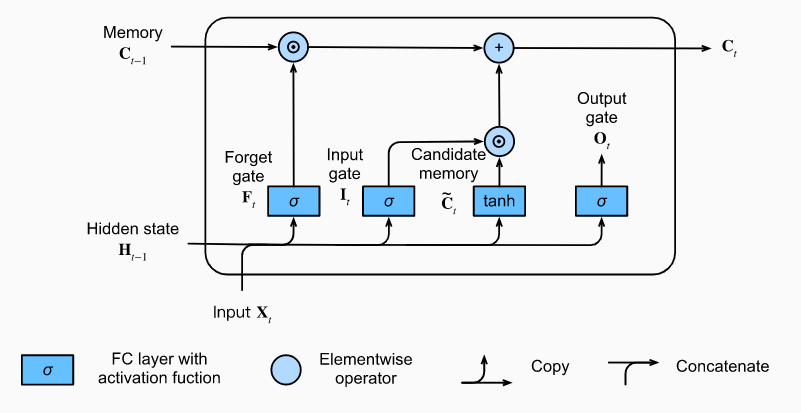 Memory
C_{t-1}
⊙
+
C_t
Output
gate
O_t
⊙
Forget
gate
F_t
Input
gate
I_t
Candidate
memory
C̃_t
σ
σ
tanh
σ
Hidden state
H_{t-1}
Input X_t
σ
FC layer with
activation fuction
Elementwise
operator
Copy
Concatenate